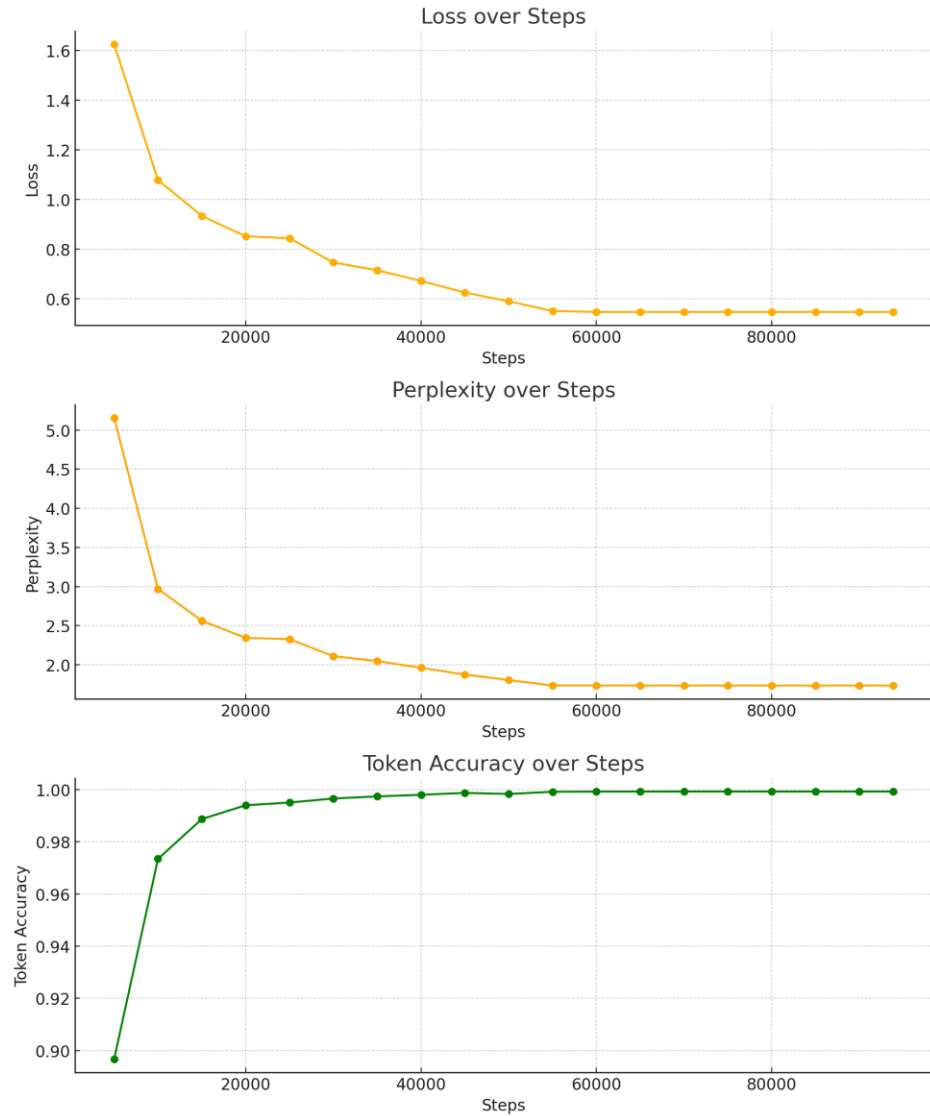 Loss over Steps
1.6
1.4
1.2
1.0
0.8
0.6
Loss
20000 40000 60000 80000
Steps
Perplexity over Steps
5.0
4.5
4.0
3.5
3.0
2.5
2.0
Perplexity
20000 40000 60000 80000
Steps
Token Accuracy over Steps
1.00
0.98
0.96
0.94
0.92
0.90
Token Accuracy
20000 40000 60000 80000
Steps